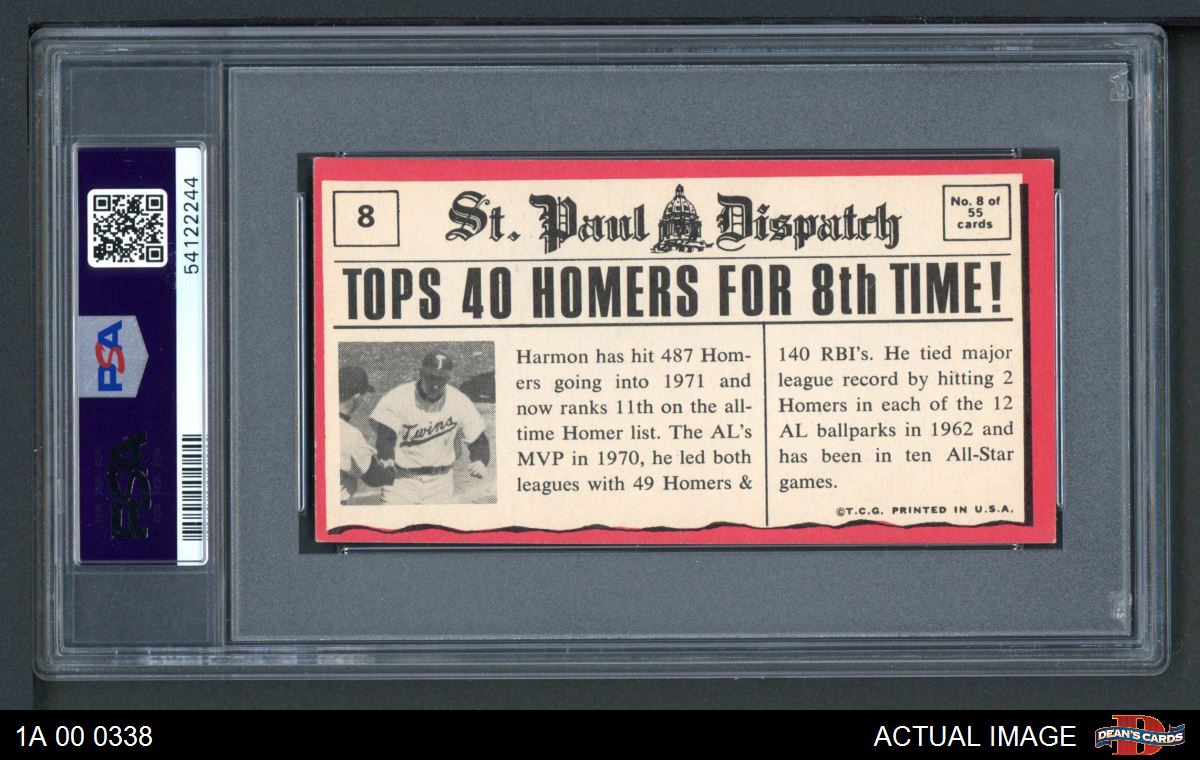 54122244
PSA
PSA
8
St. Paul Dispatch
No. 8 of
55
cards
TOPS 40 HOMERS FOR 8th TIME!
Harmon has hit 487 Hom-
ers going into 1971 and
now ranks 11th on the all-
time Homer list. The AL's
MVP in 1970, he led both
leagues with 49 Homers &
140 RBI's. He tied major
league record by hitting 2
Homers in each of the 12
AL ballparks in 1962 and
has been in ten All-Star
games.
©T.C.G. PRINTED IN U.S.A.
T
Twins
1A 00 0338
ACTUAL IMAGE
D
DEAN'S CARDS